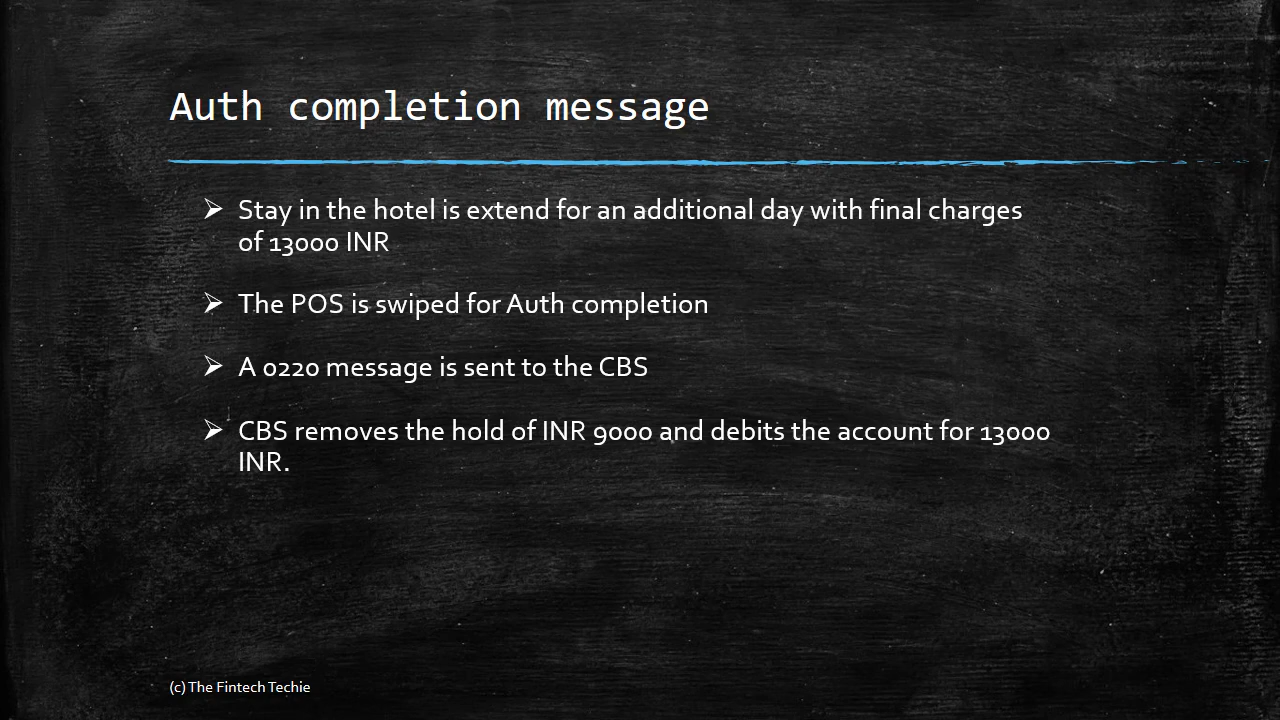 Auth completion message
➢ Stay in the hotel is extend for an additional day with final charges
of 13000 INR
➢ The POS is swiped for Auth completion
➢ A 0220 message is sent to the CBS
➢ CBS removes the hold of INR 9000 and debits the account for 13000
INR.
(c) The Fintech Techie